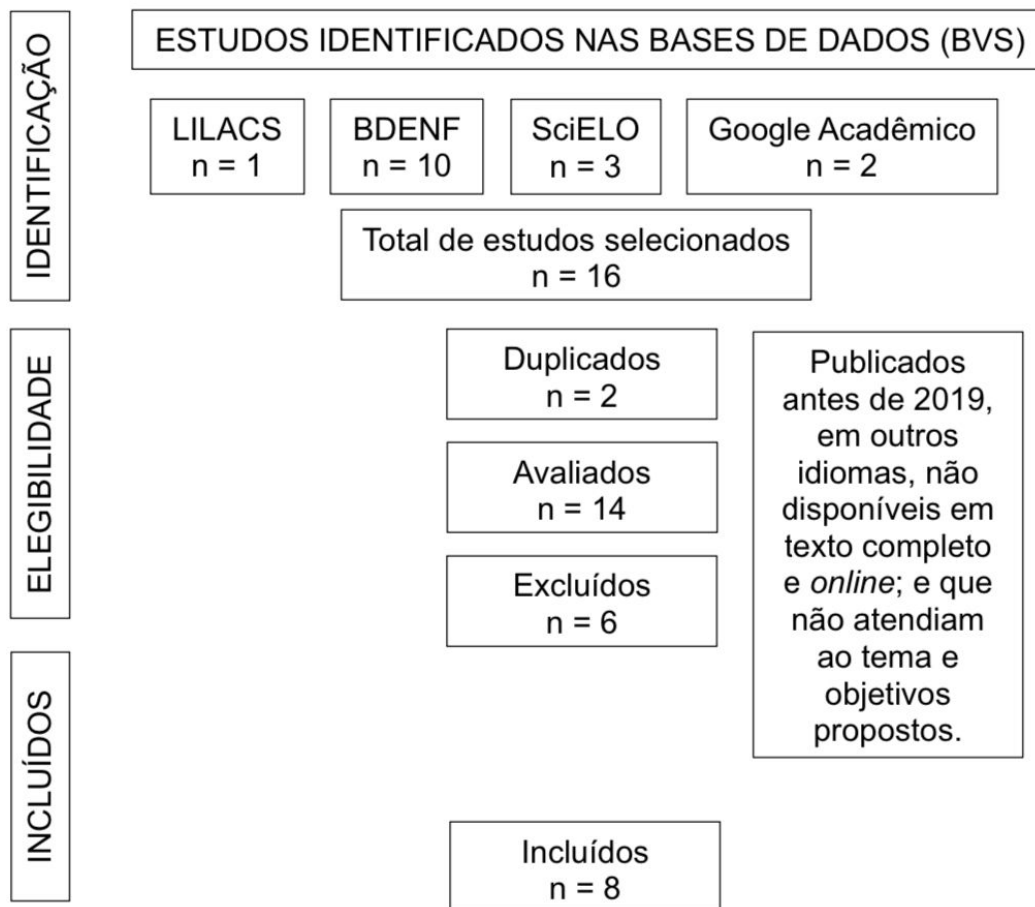 IDENTIFICAÇÃO
ESTUDOS IDENTIFICADOS NAS BASES DE DADOS (BVS)
LILACS
n = 1
BDENF
n = 10
SciELO
n = 3
Google Acadêmico
n = 2
Total de estudos selecionados
n = 16
ELEGIBILIDADE
Duplicados
n = 2
Avaliados
n = 14
Excluídos
n = 6
Publicados
antes de 2019,
em outros
idiomas, não
disponíveis em
texto completo
e online; e que
não atendiam
ao tema e
objetivos
propostos.
INCLUÍDOS
Incluídos
n = 8